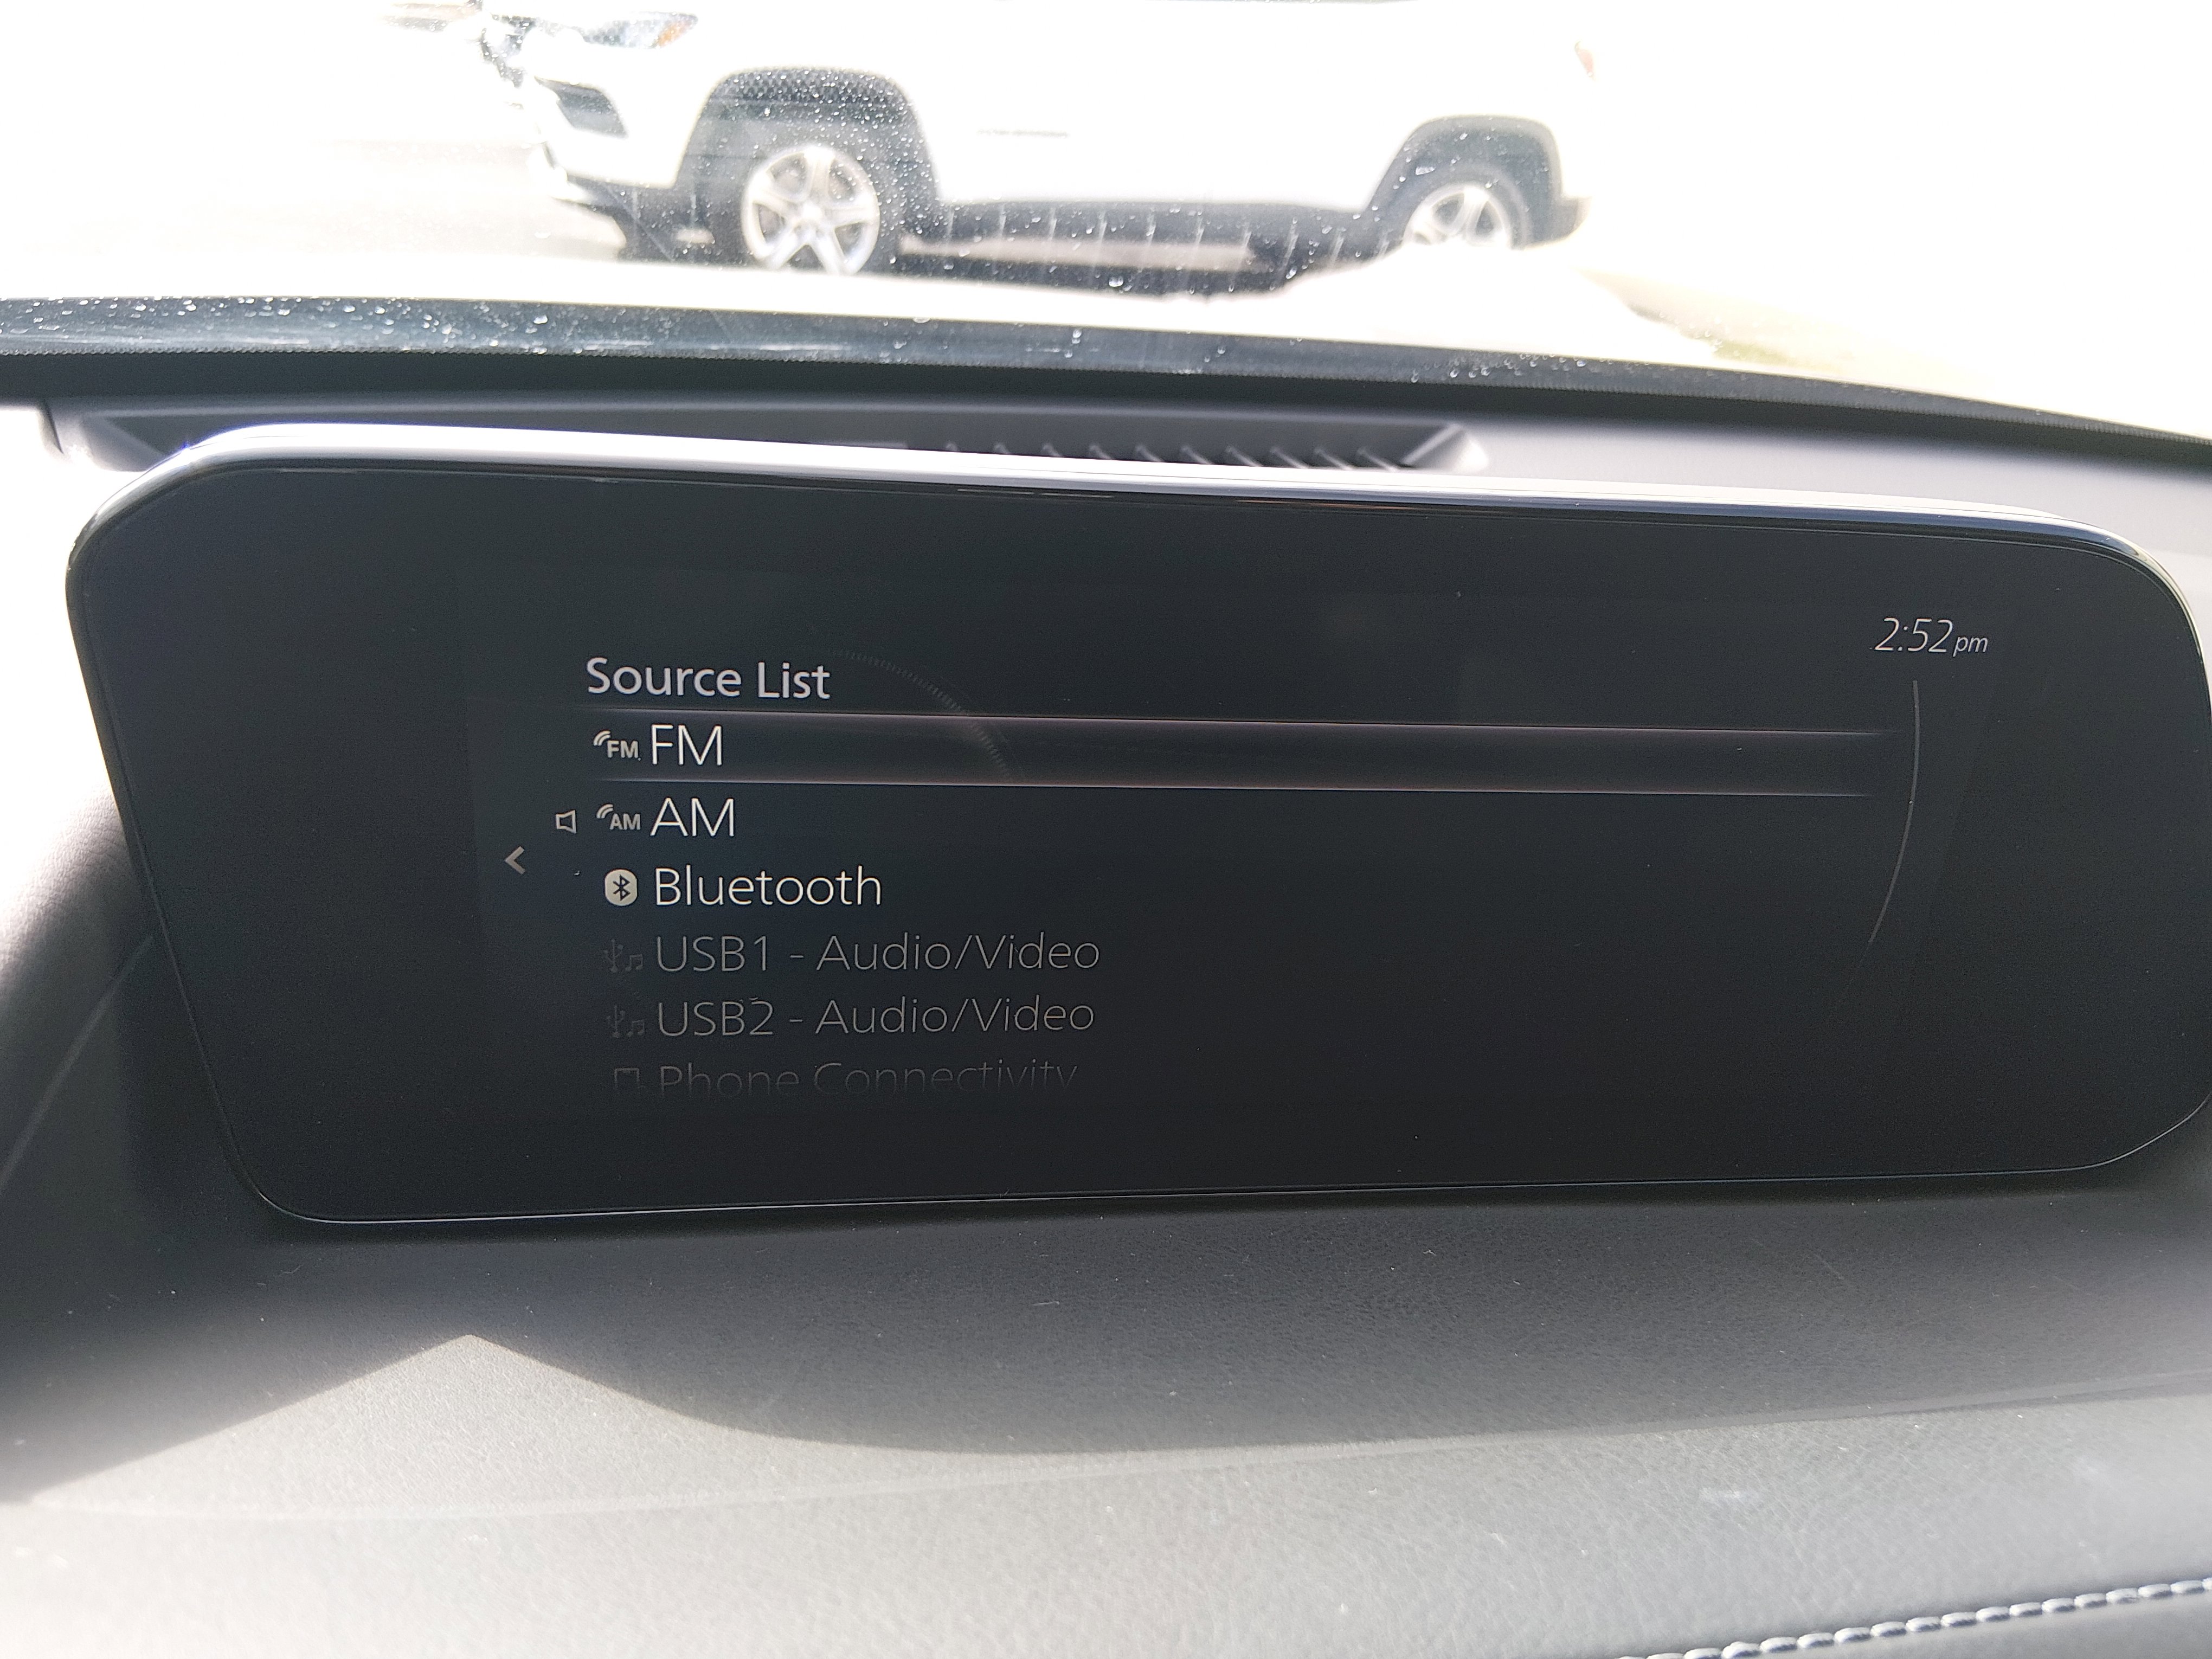 2:52pm
Source List
FM FM
AM AM
Bluetooth
USB1 - Audio/Video
USB2 - Audio/Video
Phone Connectivity